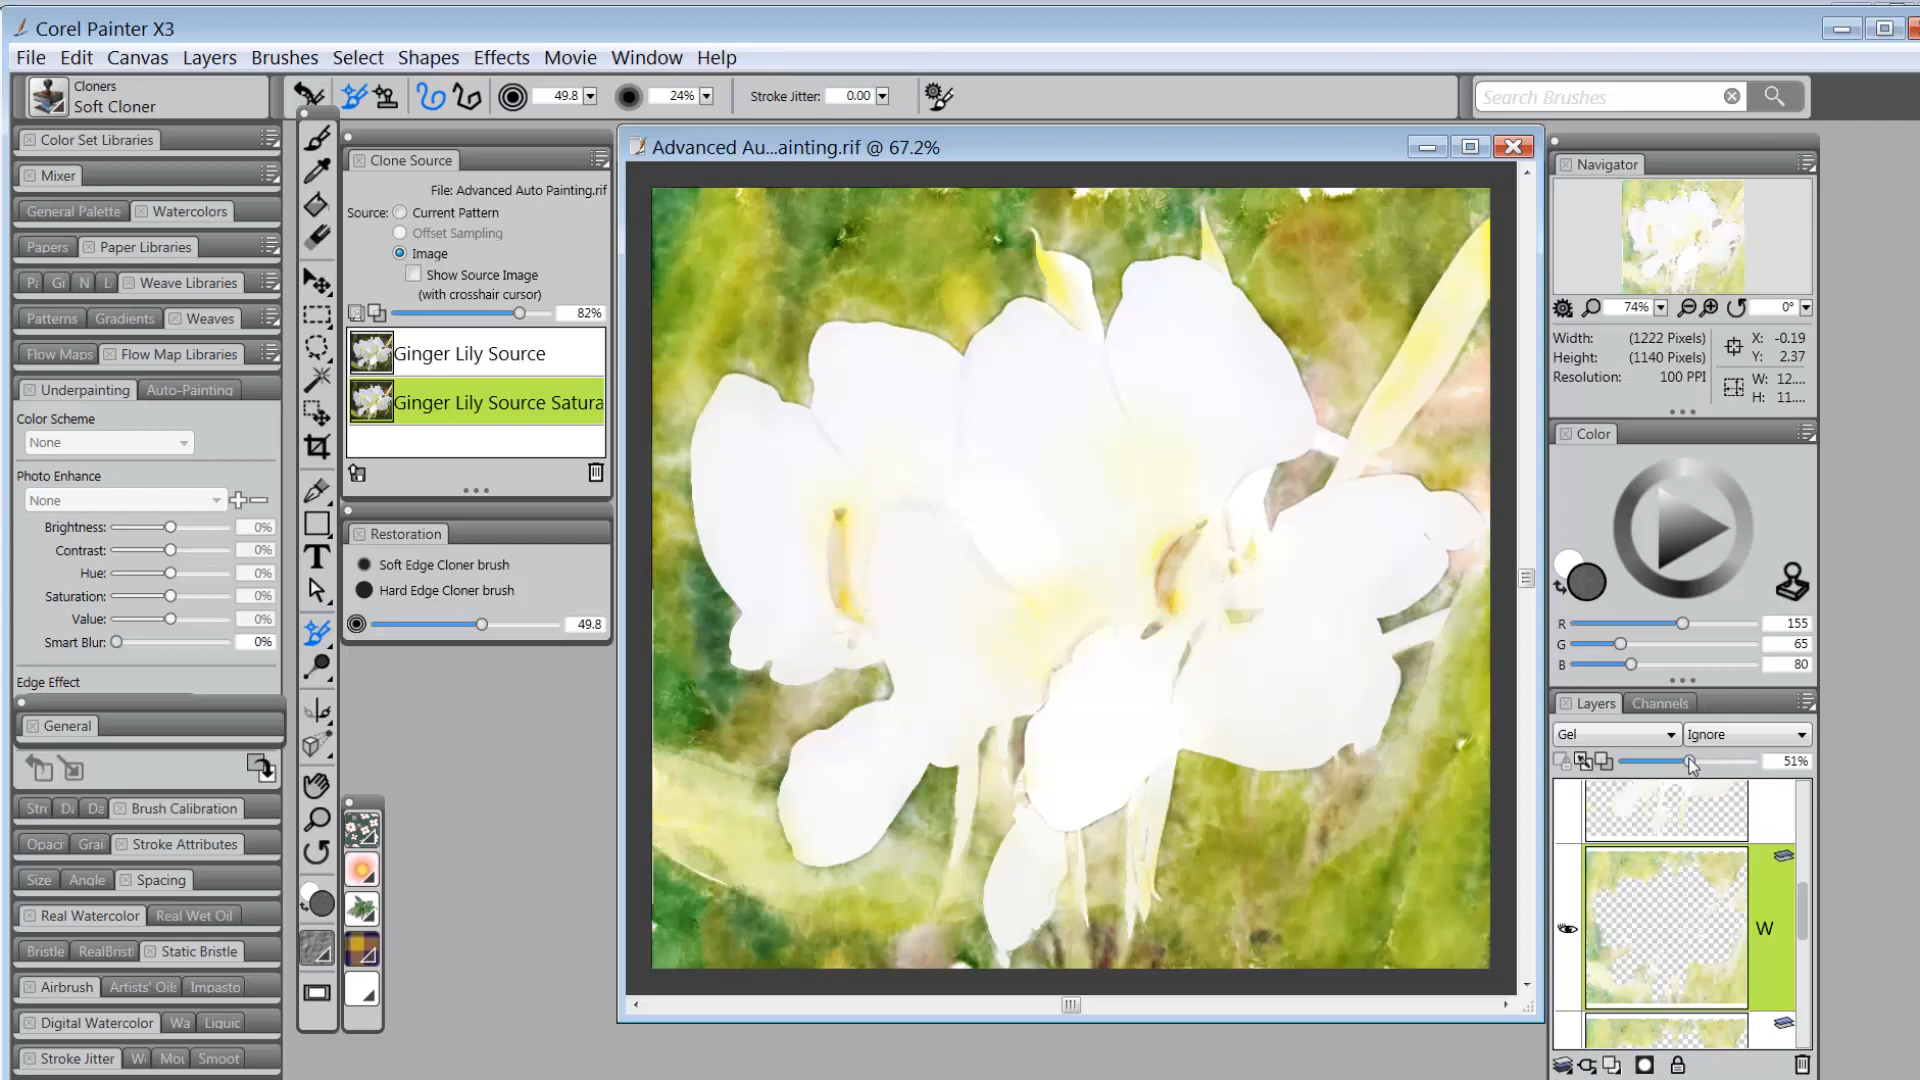 Corel Painter X3
File Edit Canvas Layers Brushes Select Shapes Effects Movie Window Help
Cloners
Soft Cloner
49.8
24%
Stroke Jitter: 0.00
Search Brushes
Color Set Libraries
Mixer
General Palette Watercolors
Papers Paper Libraries
Weave Libraries
Patterns Gradients Weaves
Flow Maps Flow Map Libraries
Underpainting Auto-Painting
Color Scheme
None
Photo Enhance
None
Brightness: 0%
Contrast: 0%
Hue: 0%
Saturation: 0%
Value: 0%
Smart Blur: 0%
Edge Effect
General
Brush Calibration
Stroke Attributes
Size Angle Spacing
Real Watercolor Real Wet Oil
Bristle RealBristl Static Bristle
Airbrush Artists' Oils Impasto
Digital Watercolor Wa Liquic
Stroke Jitter Smoot
T
Clone Source
File: Advanced Auto Painting.rif
Source: Current Pattern
Offset Sampling
Image
Show Source Image
(with crosshair cursor)
82%
Ginger Lily Source
Ginger Lily Source Satura
Restoration
Soft Edge Cloner brush
Hard Edge Cloner brush
49.8
Advanced Au...ainting.rif @ 67.2%
Navigator
74%
0°
Width: (1222 Pixels)
Height: (1140 Pixels)
Resolution: 100 PPI
X: -0.19
Y: 2.37
W: 12....
H: 11....
Color
R 155
G 65
B 80
Layers Channels
Gel Ignore
51%
W